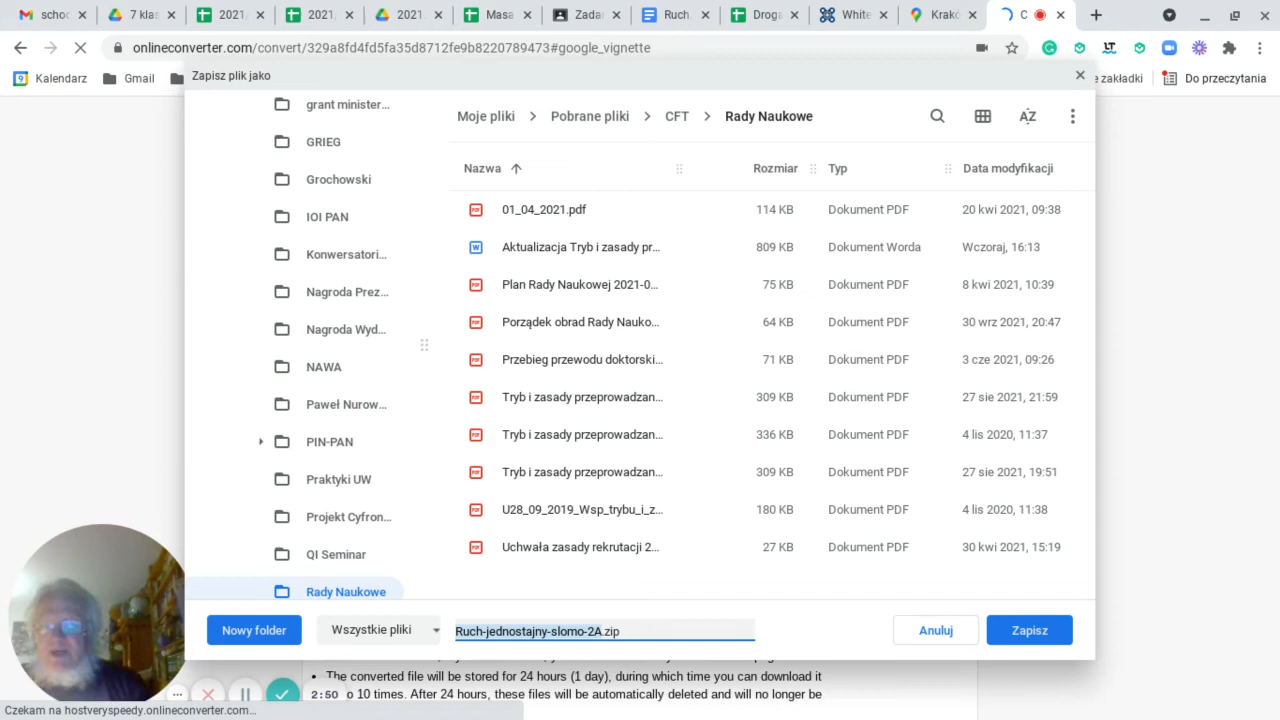 schoc
7 klas
2021,
2021,
2021
Masa
Zadar
Ruch.
Droga
White
Krakó
C
onlineconverter.com/convert/329a8fd4fd5fa35d8712fe9b8220789473#google_vignette
Kalendarz
Gmail
e zakładki
Do przeczytania
Zapisz plik jako
grant minister...
GRIEG
Grochowski
IOI PAN
Konwersatori...
Nagroda Prez...
Nagroda Wyd...
NAWA
Paweł Nurow...
PIN-PAN
Praktyki UW
Projekt Cyfron...
QI Seminar
Rady Naukowe
Moje pliki > Pobrane pliki > CFT > Rady Naukowe
AZ
Nazwa Rozmiar Typ Data modyfikacji
01_04_2021.pdf 114 KB Dokument PDF 20 kwi 2021, 09:38
Aktualizacja Tryb i zasady pr... 809 KB Dokument Worda Wczoraj, 16:13
Plan Rady Naukowej 2021-0... 75 KB Dokument PDF 8 kwi 2021, 10:39
Porządek obrad Rady Nauko... 64 KB Dokument PDF 30 wrz 2021, 20:47
Przebieg przewodu doktorski... 71 KB Dokument PDF 3 cze 2021, 09:26
Tryb i zasady przeprowadzan... 309 KB Dokument PDF 27 sie 2021, 21:59
Tryb i zasady przeprowadzan... 336 KB Dokument PDF 4 lis 2020, 11:37
Tryb i zasady przeprowadzan... 309 KB Dokument PDF 27 sie 2021, 19:51
U28_09_2019_Wsp_trybu_i_z... 180 KB Dokument PDF 4 lis 2020, 11:38
Uchwała zasady rekrutacji 2... 27 KB Dokument PDF 30 kwi 2021, 15:19
Nowy folder
Wszystkie pliki
Ruch-jednostajny-slomo-2A.zip
Anuluj
Zapisz
The converted file will be stored for 24 hours (1 day), during which time you can download it
2:50
o 10 times. After 24 hours, these files will be automatically deleted and will no longer be
Czekam na hostveryspeedy.onlineconverter.com...